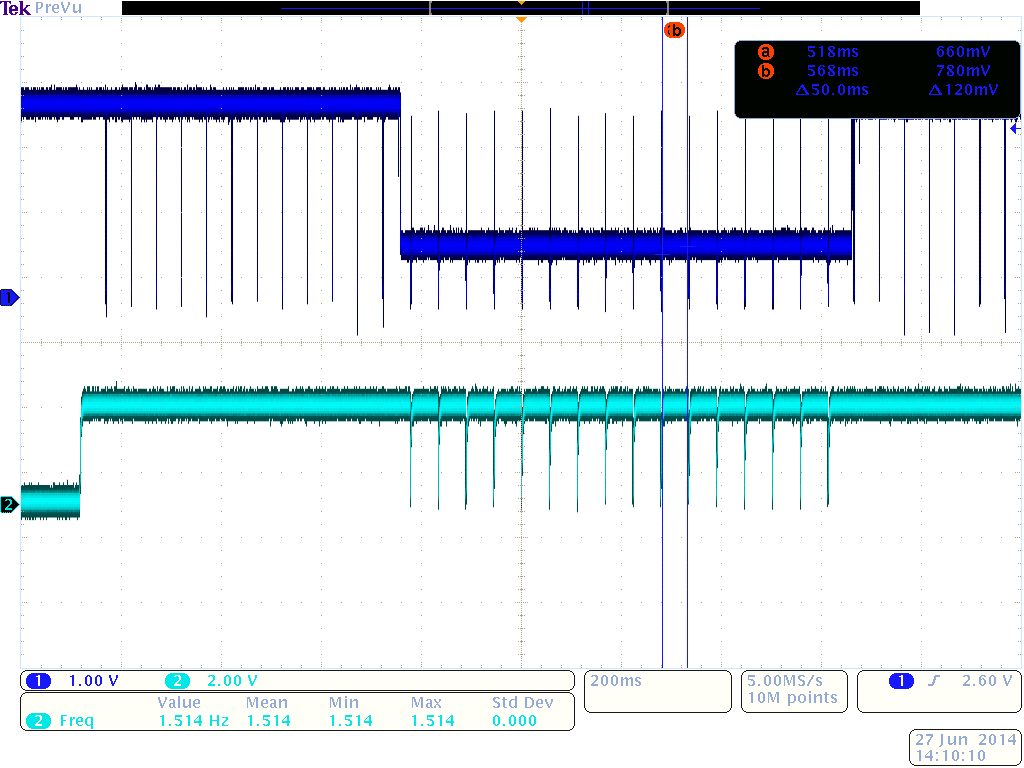 Tek PreVu
b
a 518ms 660mV
b 568ms 780mV
Δ50.0ms Δ120mV
1
2
1 1.00 V 2 2.00 V
200ms
5.00MS/s
10M points
1 2.60 V
Value Mean Min Max Std Dev
2 Freq 1.514 Hz 1.514 1.514 1.514 0.000
27 Jun 2014
14:10:10